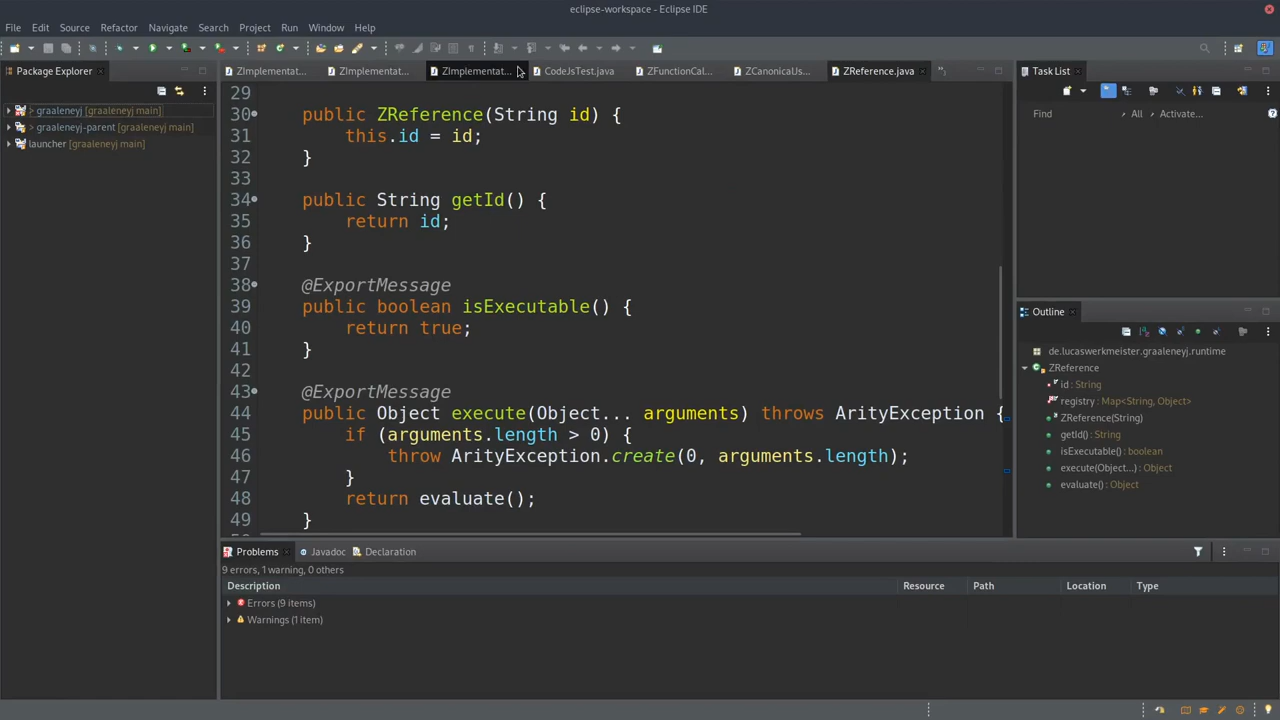 eclipse-workspace - Eclipse IDE
File Edit Source Refactor Navigate Search Project Run Window Help
Package Explorer
> graaleneyj [graaleneyj main]
> graaleneyj-parent [graaleneyj main]
launcher [graaleneyj main]
ZImplementat... ZImplementat... ZImplementat... CodeJsTest.java ZFunctionCal... ZCanonicalUs... ZReference.java
29
30 public ZReference(String id) {
31 this.id = id;
32 }
33
34 public String getId() {
35 return id;
36 }
37
38 @ExportMessage
39 public boolean isExecutable() {
40 return true;
41 }
42
43 @ExportMessage
44 public Object execute(Object... arguments) throws ArityException {
45 if (arguments.length > 0) {
46 throw ArityException.create(0, arguments.length);
47 }
48 return evaluate();
49 }
Task List
Find All Activate...
Outline
de.lucaswerkmeister.graaleneyj.runtime
ZReference
id : String
registry : Map<String, Object>
ZReference(String)
getId() : String
isExecutable() : boolean
execute(Object...) : Object
evaluate() : Object
Problems Javadoc Declaration
9 errors, 1 warning, 0 others
Description Resource Path Location Type
Errors (9 items)
Warnings (1 item)